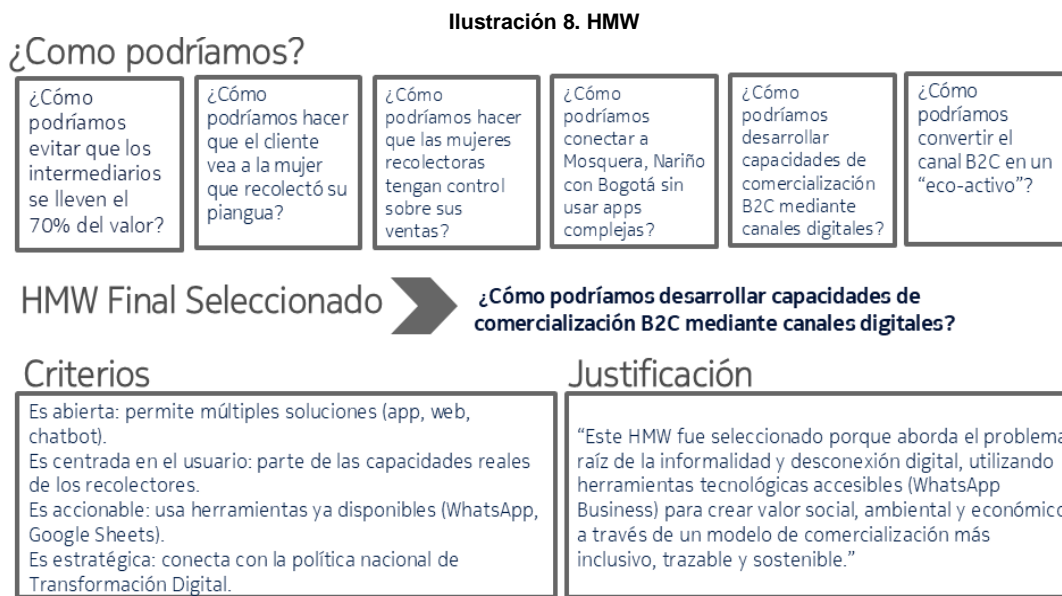 Ilustración 8. HMW
¿Como podríamos?
¿Cómo
podríamos
evitar que los
intermediarios
se lleven el
70% del valor?
¿Cómo
podríamos hacer
que el cliente
vea a la mujer
que recolectó su
piangua?
¿Cómo
podríamos hacer
que las mujeres
recolectoras
tengan control
sobre sus
ventas?
¿Cómo
podríamos
conectar a
Mosquera, Nariño
con Bogotá sin
usar apps
complejas?
¿Cómo
podríamos
desarrollar
capacidades de
comercialización
B2C mediante
canales digitales?
¿Cómo
podríamos
convertir el
canal B2C en un
“eco-activo”?
HMW Final Seleccionado
¿Cómo podríamos desarrollar capacidades de
comercialización B2C mediante canales digitales?
Criterios
Es abierta: permite múltiples soluciones (app, web,
chatbot).
Es centrada en el usuario: parte de las capacidades reales
de los recolectores.
Es accionable: usa herramientas ya disponibles (WhatsApp,
Google Sheets).
Es estratégica: conecta con la política nacional de
Transformación Digital.
Justificación
“Este HMW fue seleccionado porque aborda el problema
raíz de la informalidad y desconexión digital, utilizando
herramientas tecnológicas accesibles (WhatsApp
Business) para crear valor social, ambiental y económico
a través de un modelo de comercialización más
inclusivo, trazable y sostenible.”